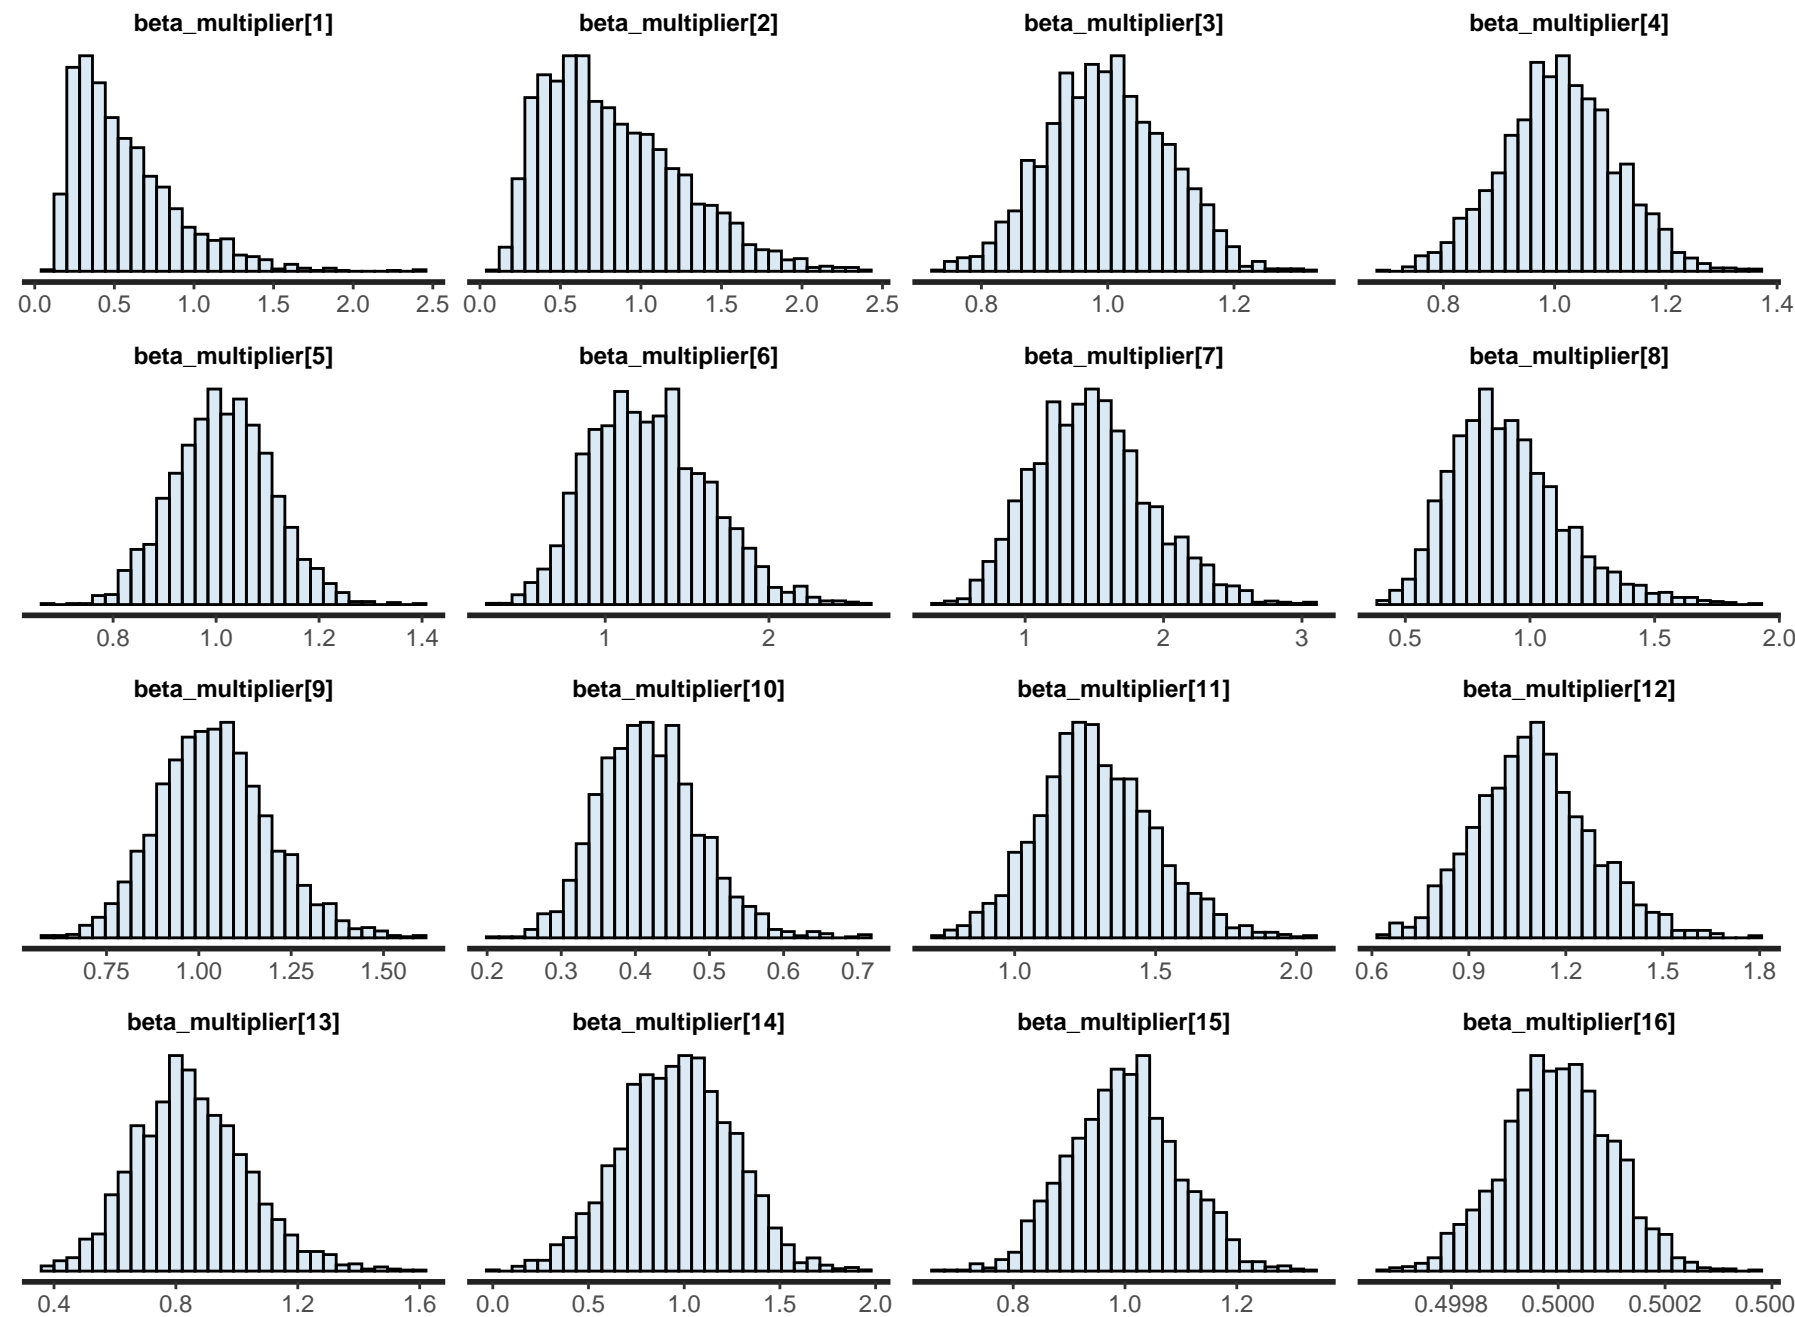 beta_multiplier[1] beta_multiplier[2] beta_multiplier[3] beta_multiplier[4]
0.0 0.5 1.0 1.5 2.0 2.5 0.0 0.5 1.0 1.5 2.0 2.5 0.8 1.0 1.2 0.8 1.0 1.2 1.4
beta_multiplier[5] beta_multiplier[6] beta_multiplier[7] beta_multiplier[8]
0.8 1.0 1.2 1.4 1 2 1 2 3 0.5 1.0 1.5 2.0
beta_multiplier[9] beta_multiplier[10] beta_multiplier[11] beta_multiplier[12]
0.75 1.00 1.25 1.50 0.2 0.3 0.4 0.5 0.6 0.7 1.0 1.5 2.0 0.6 0.9 1.2 1.5 1.8
beta_multiplier[13] beta_multiplier[14] beta_multiplier[15] beta_multiplier[16]
0.4 0.8 1.2 1.6 0.0 0.5 1.0 1.5 2.0 0.8 1.0 1.2 0.4998 0.5000 0.5002 0.500